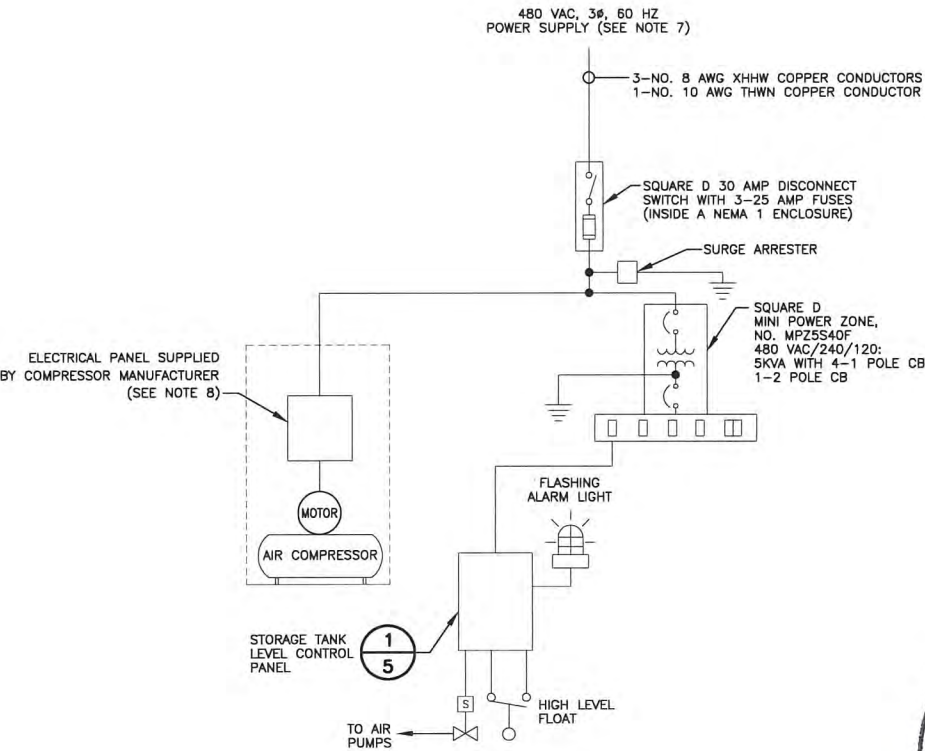 480 VAC, 3ø, 60 HZ
POWER SUPPLY (SEE NOTE 7)
3-NO. 8 AWG XHHW COPPER CONDUCTORS
1-NO. 10 AWG THWN COPPER CONDUCTOR
SQUARE D 30 AMP DISCONNECT
SWITCH WITH 3-25 AMP FUSES
(INSIDE A NEMA 1 ENCLOSURE)
SURGE ARRESTER
SQUARE D
MINI POWER ZONE,
NO. MPZ5S40F
480 VAC/240/120:
5KVA WITH 4-1 POLE CB
1-2 POLE CB
ELECTRICAL PANEL SUPPLIED
BY COMPRESSOR MANUFACTURER
(SEE NOTE 8)
MOTOR
AIR COMPRESSOR
FLASHING
ALARM LIGHT
STORAGE TANK
LEVEL CONTROL
PANEL
1
5
S
HIGH LEVEL
FLOAT
TO AIR
PUMPS